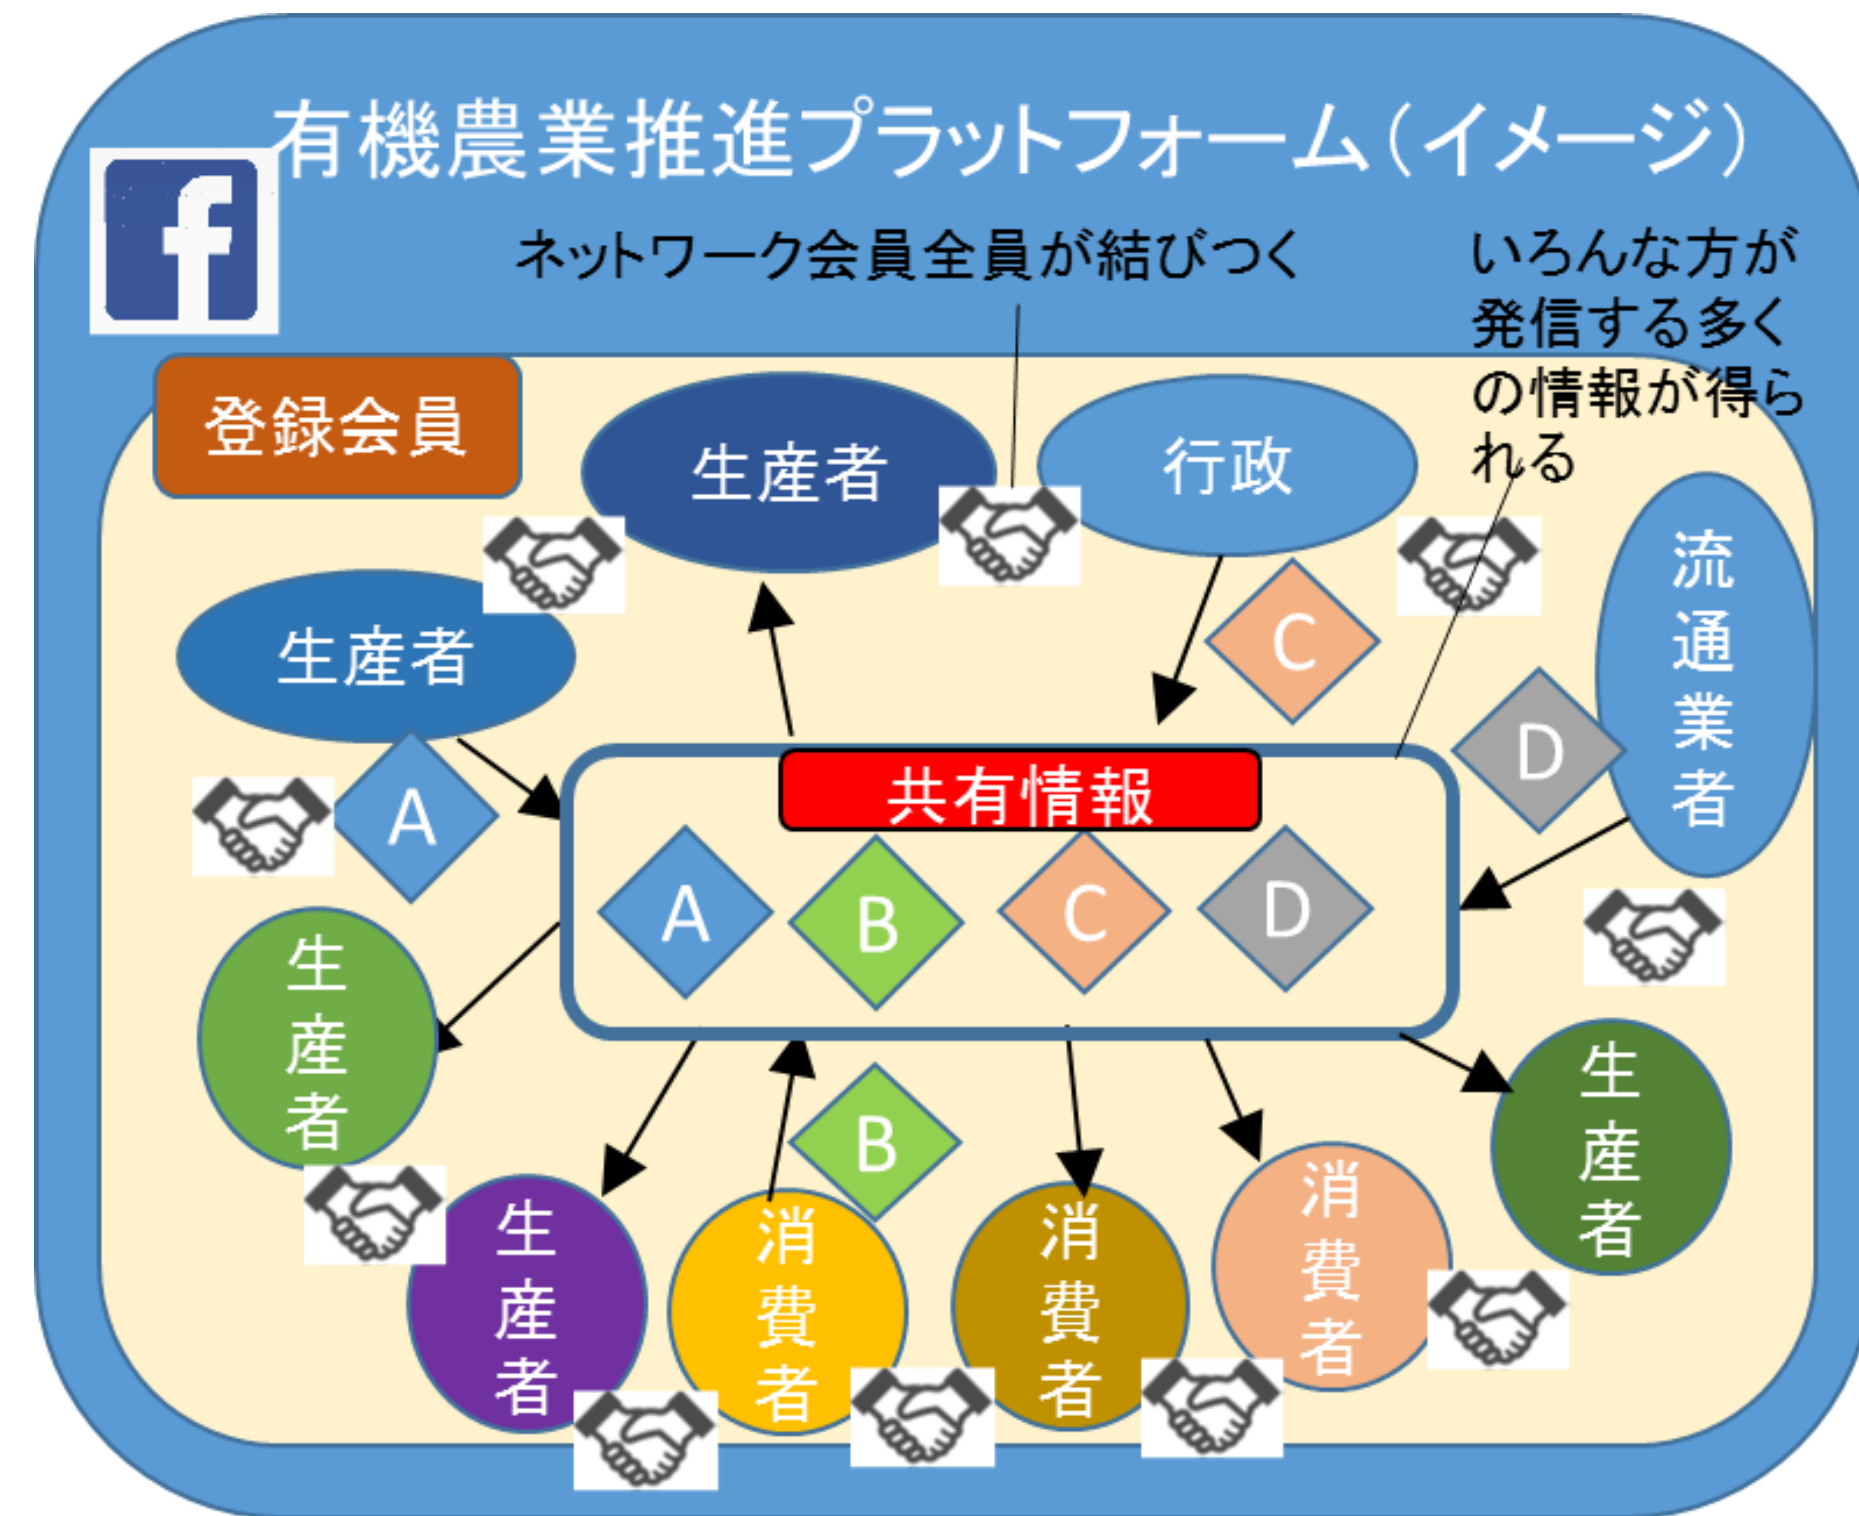 有機農業推進プラットフォーム（イメージ）
f
ネットワーク会員全員が結びつく
いろんな方が
発信する多く
の情報が得ら
れる
登録会員
生産者
行政
流通業者
生産者
C
D
A
共有情報
A
B
C
D
生産者
B
生産者
消費者
消費者
消費者
生産者